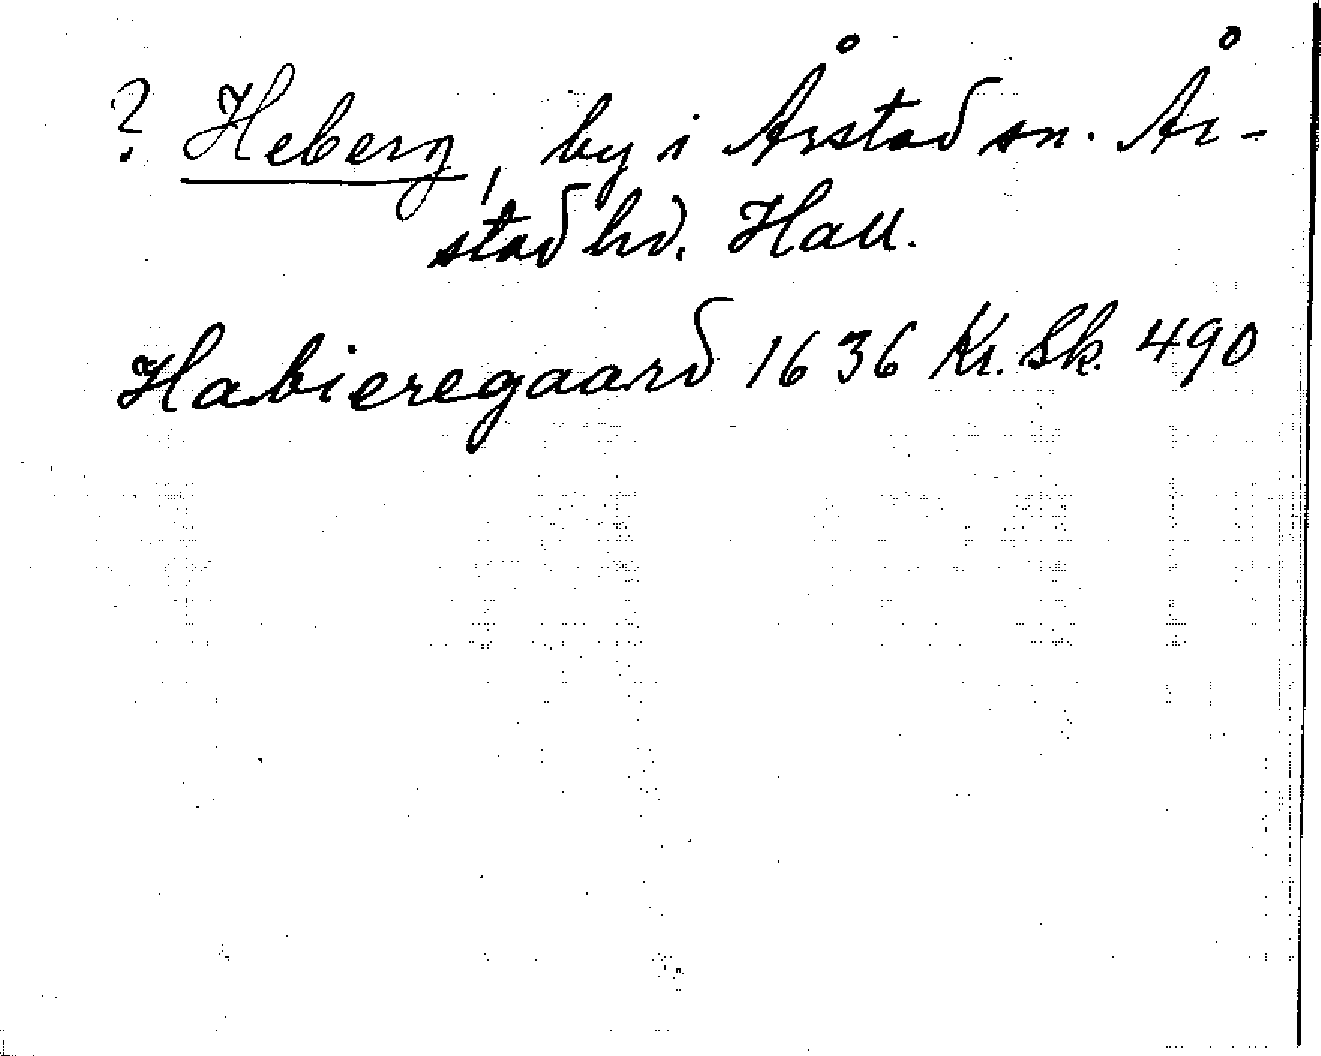 ? Heberg, by i Årstad sn. År-
stad hd. Hall.
Habieregaard 1636 Kr. Sk. 490